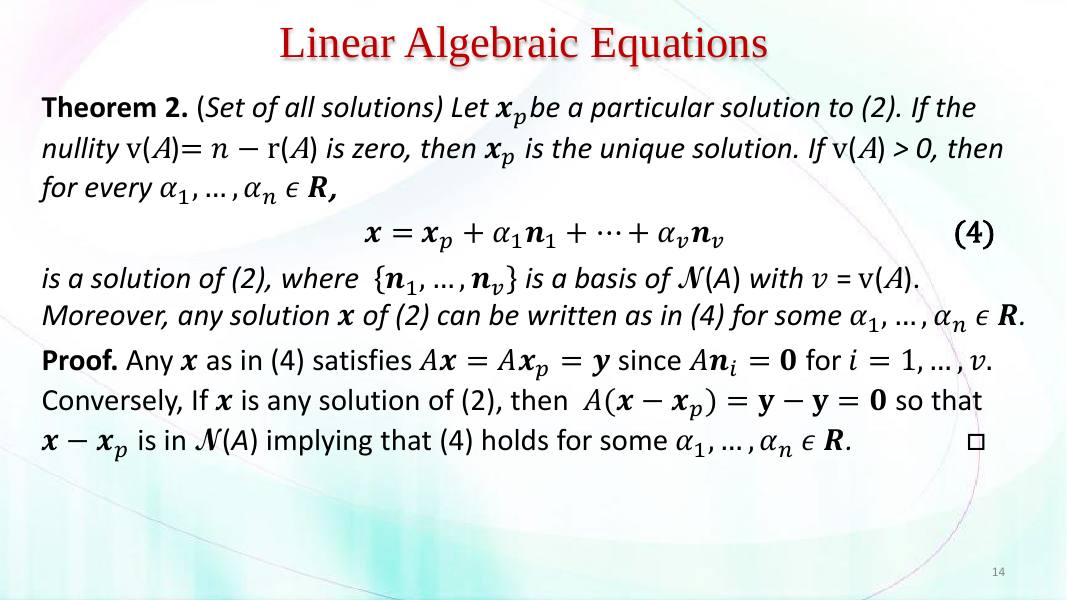 Linear Algebraic Equations
Theorem 2. (Set of all solutions) Let 𝒙ₚbe a particular solution to (2). If the
nullity v(𝐴)= 𝑛 − r(𝐴) is zero, then 𝒙ₚ is the unique solution. If v(𝐴) > 0, then
for every 𝛼₁, … , 𝛼ₙ 𝜖 𝑹,
𝒙 = 𝒙ₚ + 𝛼₁𝒏₁ + ⋯ + 𝛼ᵥ𝒏ᵥ (4)
is a solution of (2), where {𝒏₁, … , 𝒏ᵥ} is a basis of 𝒩(A) with 𝑣 = v(𝐴).
Moreover, any solution 𝒙 of (2) can be written as in (4) for some 𝛼₁, … , 𝛼ₙ 𝜖 𝑹.
Proof. Any 𝒙 as in (4) satisfies 𝐴𝒙 = 𝐴𝒙ₚ = 𝒚 since 𝐴𝒏ᵢ = 𝟎 for 𝑖 = 1, … , 𝑣.
Conversely, If 𝒙 is any solution of (2), then 𝐴(𝒙 − 𝒙ₚ) = 𝐲 − 𝐲 = 𝟎 so that
𝒙 − 𝒙ₚ is in 𝒩(A) implying that (4) holds for some 𝛼₁, … , 𝛼ₙ 𝜖 𝑹. □
14